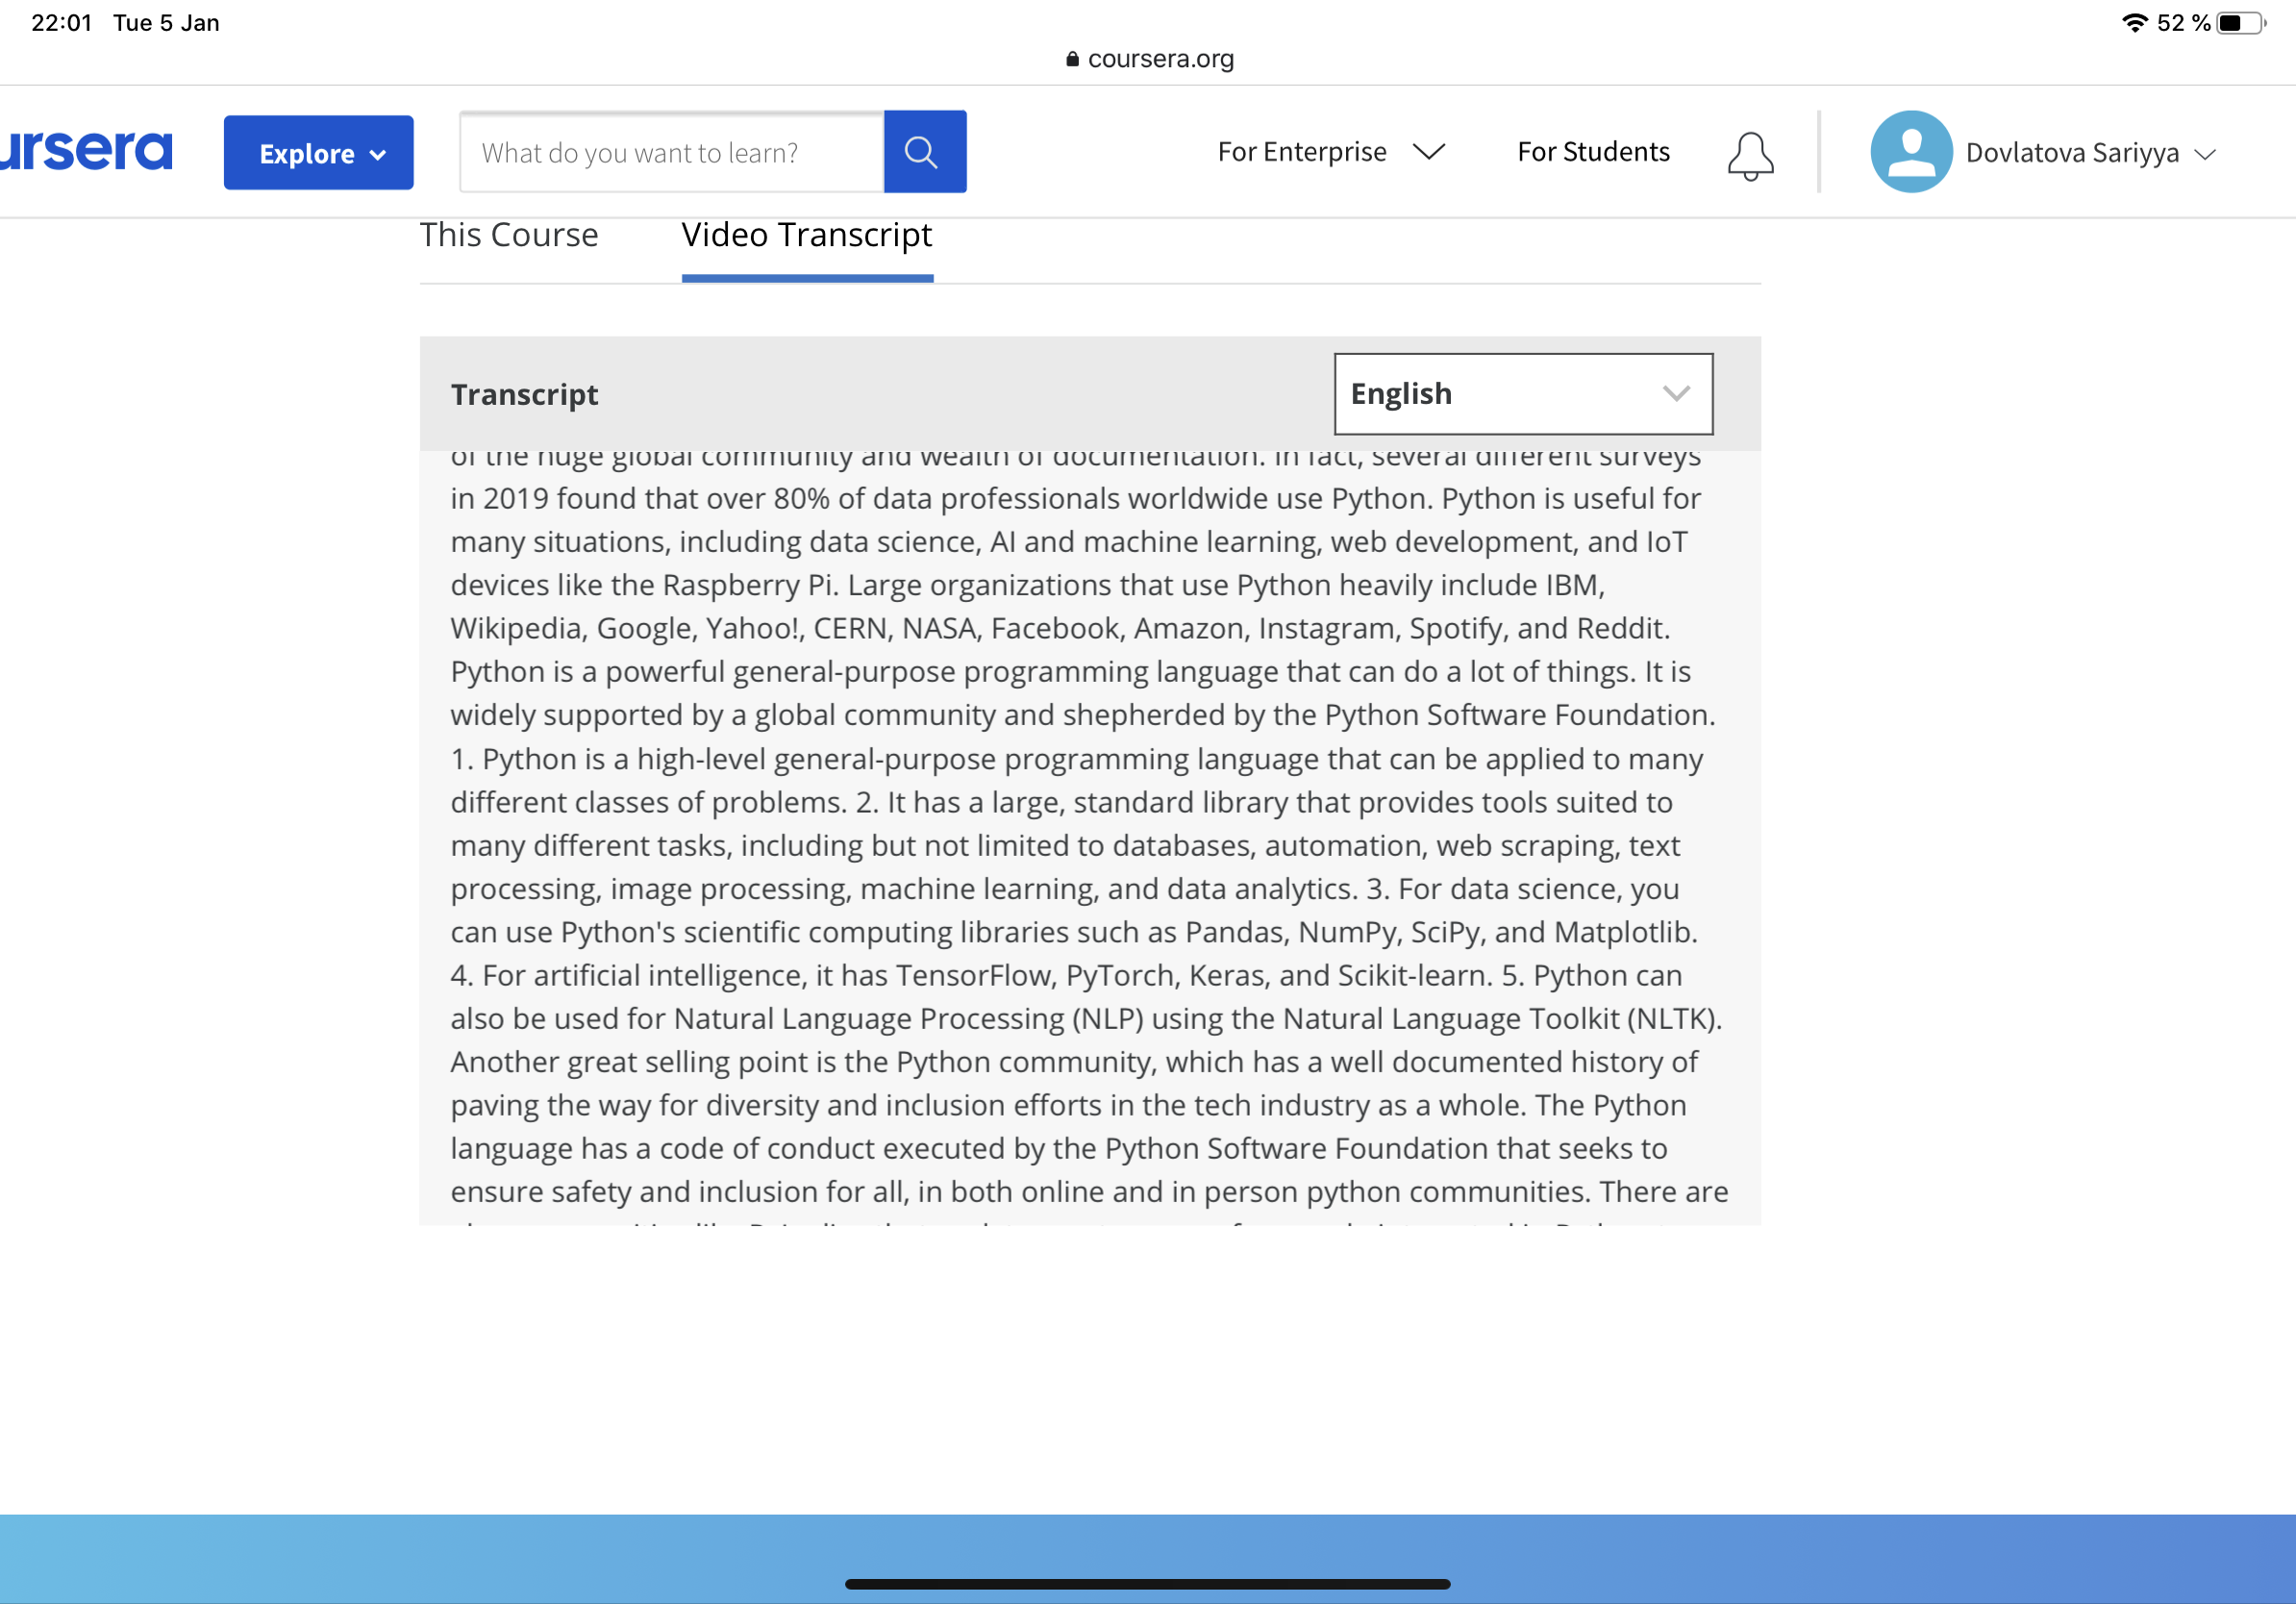 22:01 Tue 5 Jan
52 %
coursera.org
ursera
Explore
What do you want to learn?
For Enterprise
For Students
Dovlatova Sariyya
This Course
Video Transcript
Transcript
English
of the huge global community and wealth of documentation. In fact, several different surveys
in 2019 found that over 80% of data professionals worldwide use Python. Python is useful for
many situations, including data science, AI and machine learning, web development, and IoT
devices like the Raspberry Pi. Large organizations that use Python heavily include IBM,
Wikipedia, Google, Yahoo!, CERN, NASA, Facebook, Amazon, Instagram, Spotify, and Reddit.
Python is a powerful general-purpose programming language that can do a lot of things. It is
widely supported by a global community and shepherded by the Python Software Foundation.
1. Python is a high-level general-purpose programming language that can be applied to many
different classes of problems. 2. It has a large, standard library that provides tools suited to
many different tasks, including but not limited to databases, automation, web scraping, text
processing, image processing, machine learning, and data analytics. 3. For data science, you
can use Python's scientific computing libraries such as Pandas, NumPy, SciPy, and Matplotlib.
4. For artificial intelligence, it has TensorFlow, PyTorch, Keras, and Scikit-learn. 5. Python can
also be used for Natural Language Processing (NLP) using the Natural Language Toolkit (NLTK).
Another great selling point is the Python community, which has a well documented history of
paving the way for diversity and inclusion efforts in the tech industry as a whole. The Python
language has a code of conduct executed by the Python Software Foundation that seeks to
ensure safety and inclusion for all, in both online and in person python communities. There are